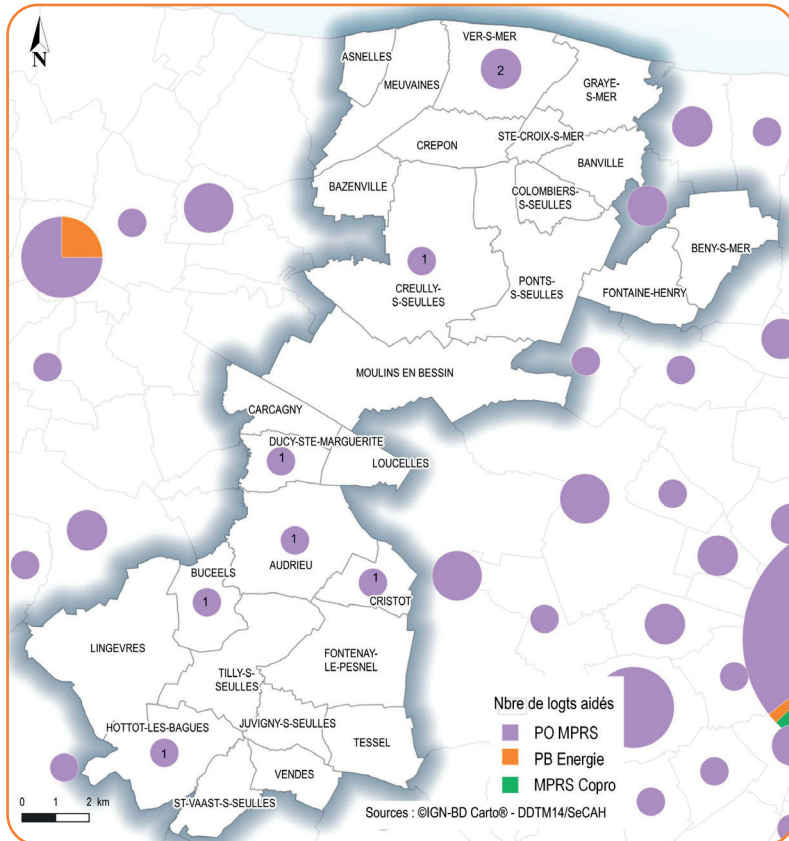 N
ASNELLES
MEUVAINES
VER-S-MER
2
GRAYE-
S-MER
CREPON
STE-CROIX-S-MER
BANVILLE
BAZENVILLE
COLOMBIERS-
S-SEULLES
BENY-S-MER
1
CREULLY-
S-SEULLES
PONTS-
S-SEULLES
FONTAINE-HENRY
MOULINS EN BESSIN
CARCAGNY
DUCY-STE-MARGUERITE
1
LOUCELLES
1
AUDRIEU
BUCEELS
1
1
CRISTOT
LINGEVRES
FONTENAY-
LE-PESNEL
TILLY-S-
SEULLES
HOTTOT-LES-BAGUES
1
JUVIGNY-S-SEULLES
TESSEL
VENDES
ST-VAAST-S-SEULLES
Nbre de logts aidés
PO MPRS
PB Energie
MPRS Copro
0 1 2 km
Sources : ©IGN-BD Carto® - DDTM14/SeCAH